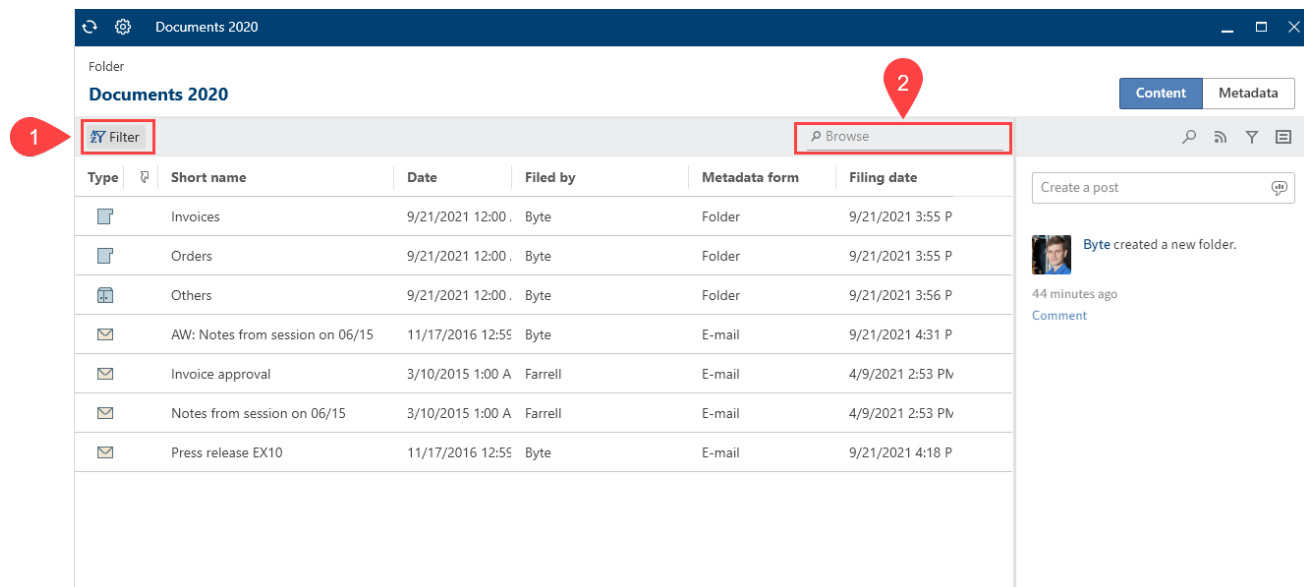 Documents 2020
Folder
Documents 2020
Content Metadata
1
Filter
2
Browse
Type Short name Date Filed by Metadata form Filing date
Invoices 9/21/2021 12:00 . Byte Folder 9/21/2021 3:55 P
Orders 9/21/2021 12:00 . Byte Folder 9/21/2021 3:55 P
Others 9/21/2021 12:00 . Byte Folder 9/21/2021 3:56 P
AW: Notes from session on 06/15 11/17/2016 12:59 Byte E-mail 9/21/2021 4:31 P
Invoice approval 3/10/2015 1:00 A Farrell E-mail 4/9/2021 2:53 PM
Notes from session on 06/15 3/10/2015 1:00 A Farrell E-mail 4/9/2021 2:53 PM
Press release EX10 11/17/2016 12:59 Byte E-mail 9/21/2021 4:18 P
Create a post
Byte created a new folder.
44 minutes ago
Comment